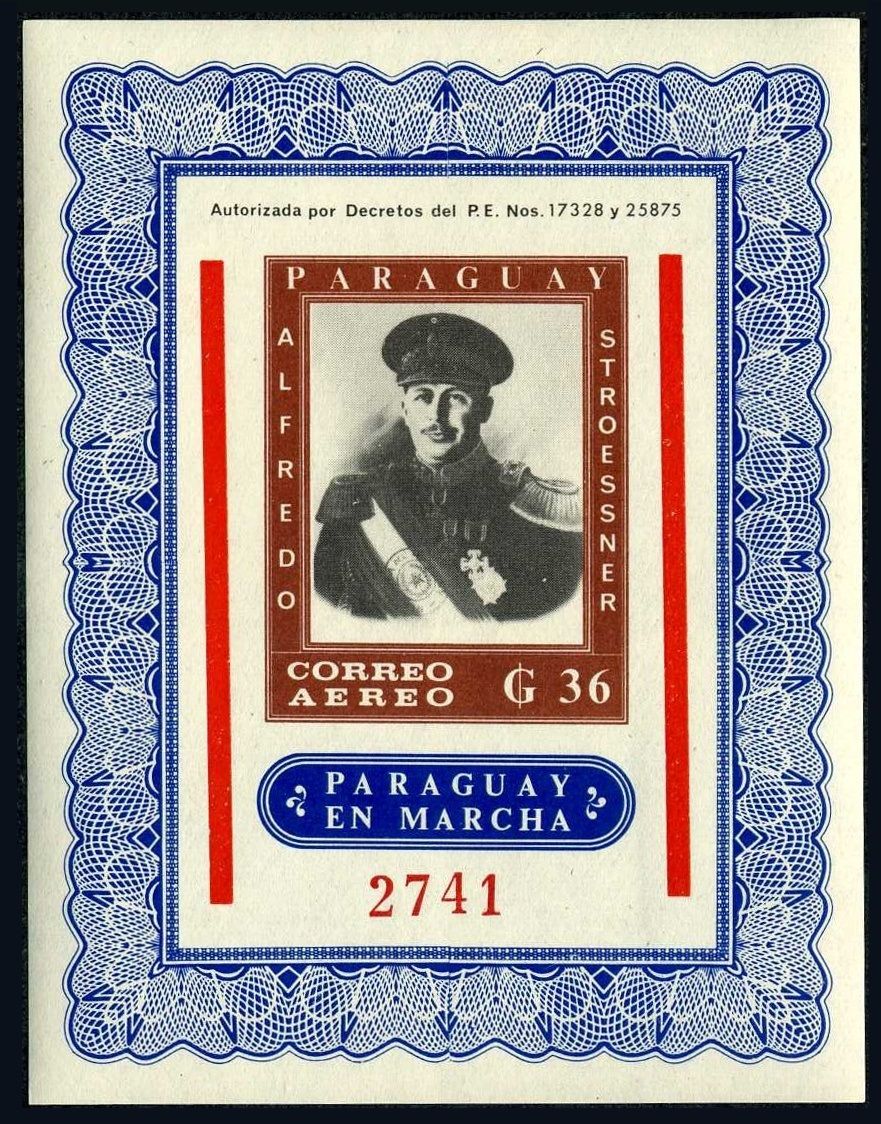 Autorizada por Decretos del P.E. Nos. 17328 y 25875
PARAGUAY
ALFREDO
STROESSNER
CORREO
AEREO
₲ 36
PARAGUAY
EN MARCHA
2741